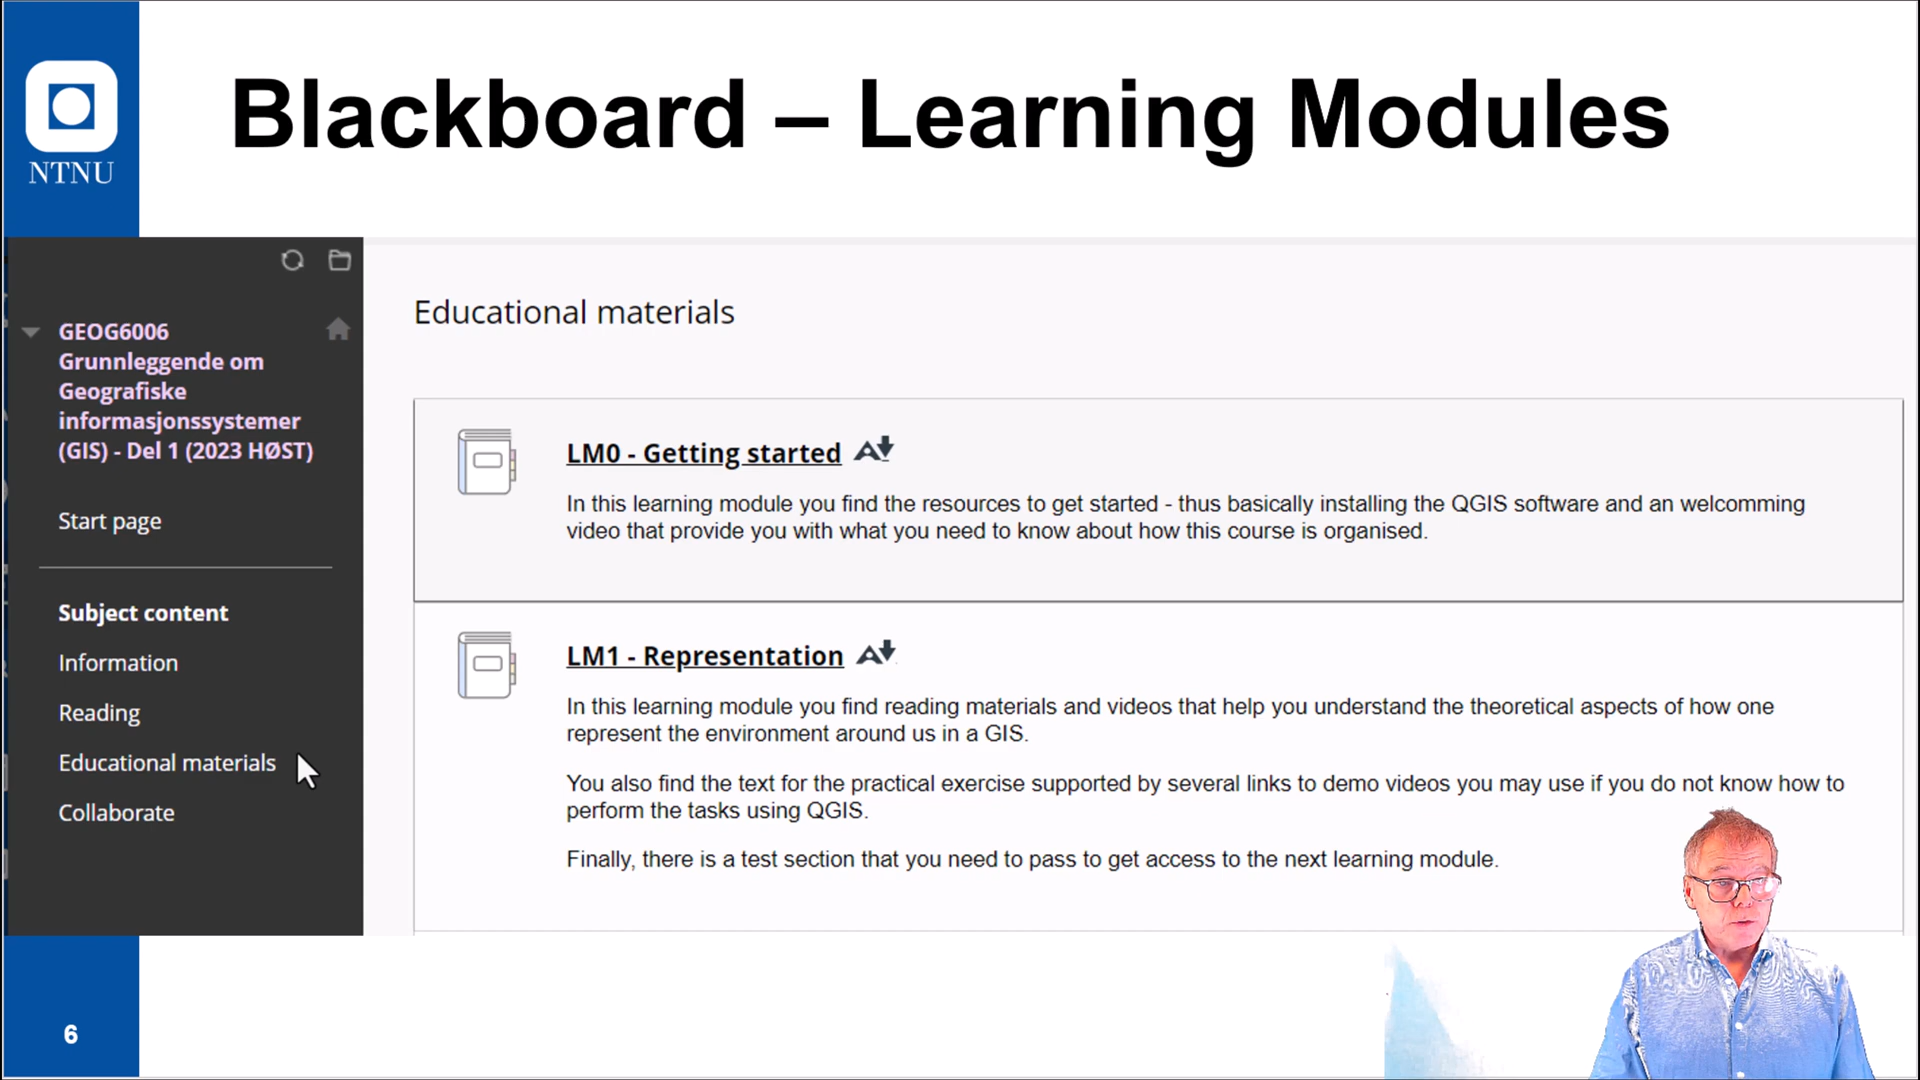 Blackboard – Learning Modules
NTNU
GEOG6006
Grunnleggende om
Geografiske
informasjonssystemer
(GIS) - Del 1 (2023 HØST)
Start page
Subject content
Information
Reading
Educational materials
Collaborate
Educational materials
LM0 - Getting started
In this learning module you find the resources to get started - thus basically installing the QGIS software and an welcomming
video that provide you with what you need to know about how this course is organised.
LM1 - Representation
In this learning module you find reading materials and videos that help you understand the theoretical aspects of how one
represent the environment around us in a GIS.
You also find the text for the practical exercise supported by several links to demo videos you may use if you do not know how to
perform the tasks using QGIS.
Finally, there is a test section that you need to pass to get access to the next learning module.
6